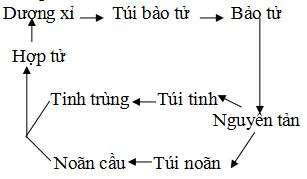 Dương xỉ Túi bào tử Bào tử
Hợp tử
Tinh trùng Túi tinh
Nguyên tản
Noãn cầu Túi noãn